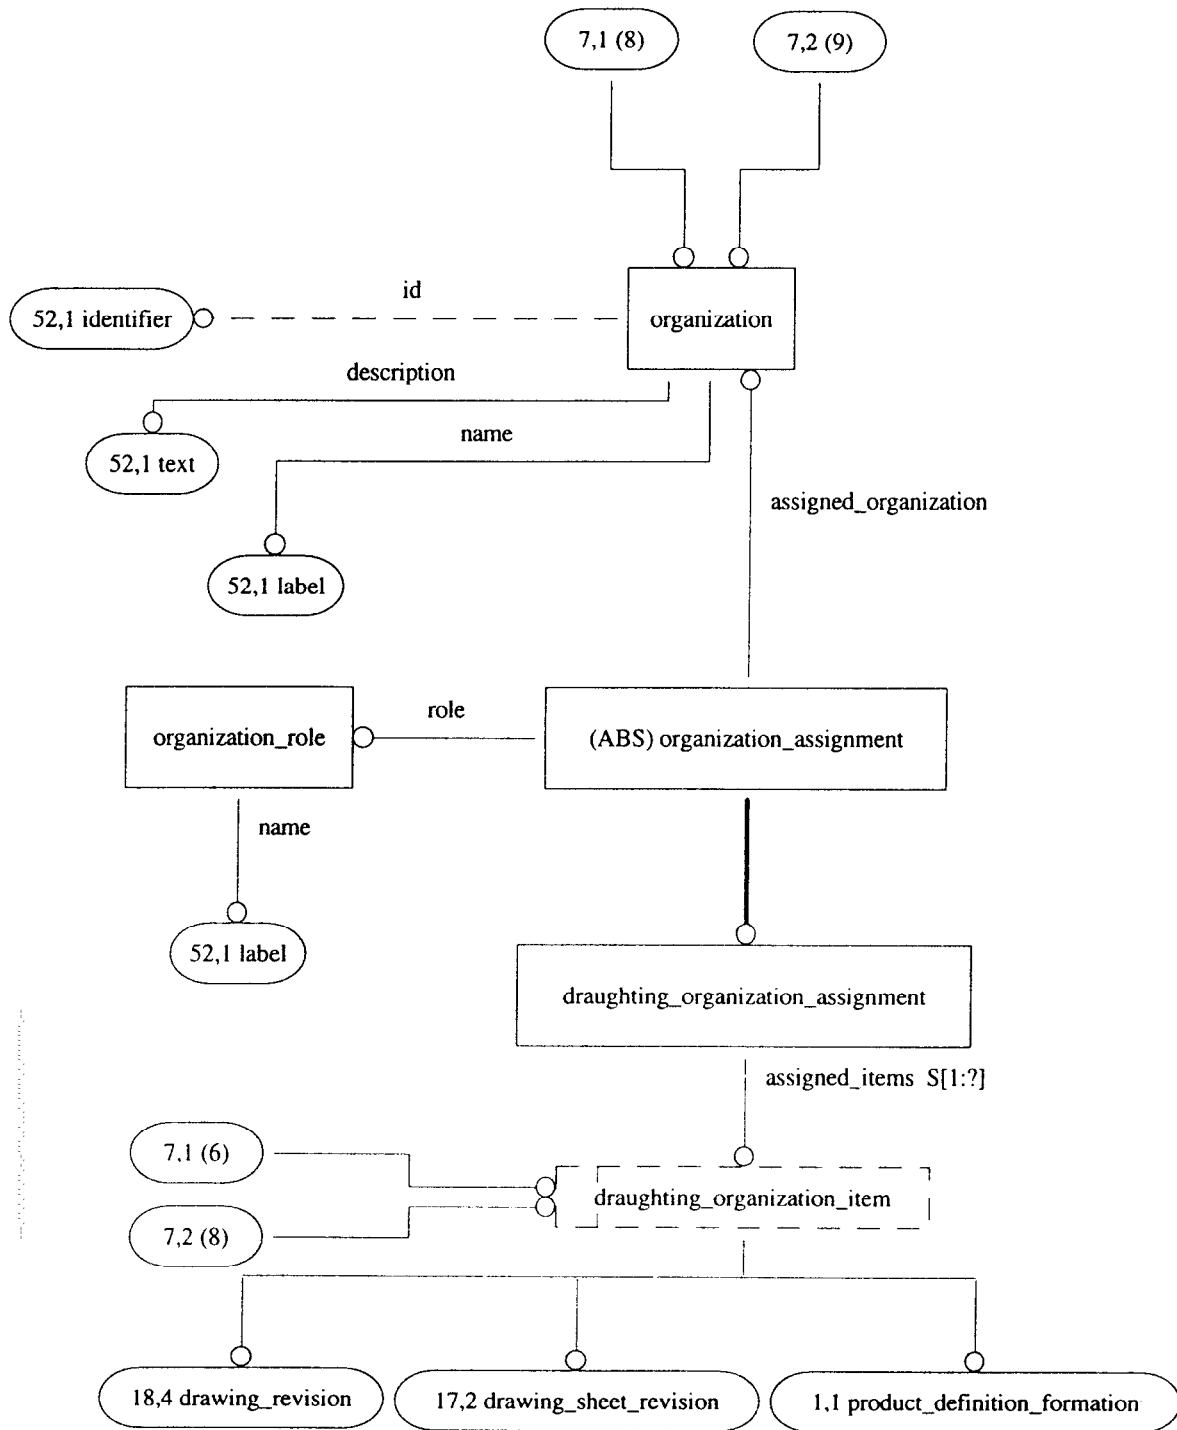 7,1 (8)
7,2 (9)
id
52,1 identifier
organization
description
name
52,1 text
assigned_organization
52,1 label
role
organization_role
(ABS) organization_assignment
name
52,1 label
draughting_organization_assignment
assigned_items S[1:?]
7,1 (6)
draughting_organization_item
7,2 (8)
18,4 drawing_revision
17,2 drawing_sheet_revision
1,1 product_definition_formation